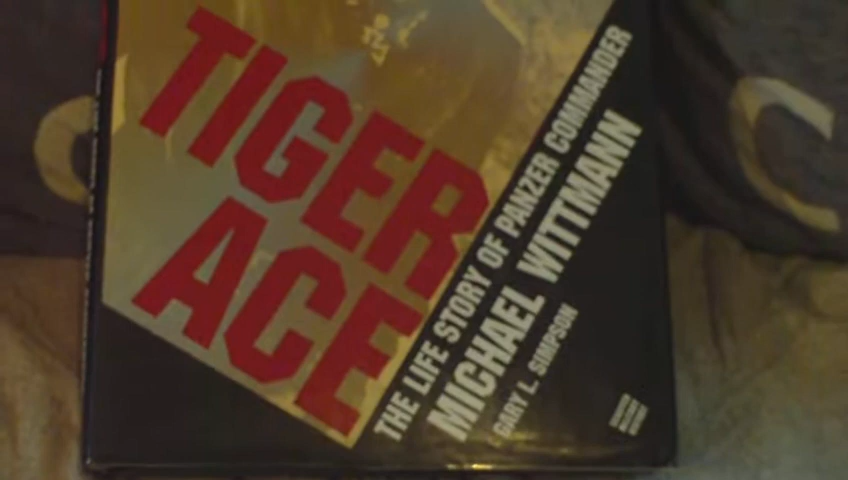 TIGER
ACE
THE LIFE STORY OF PANZER COMMANDER
MICHAEL WITTMANN
GARY L. SIMPSON